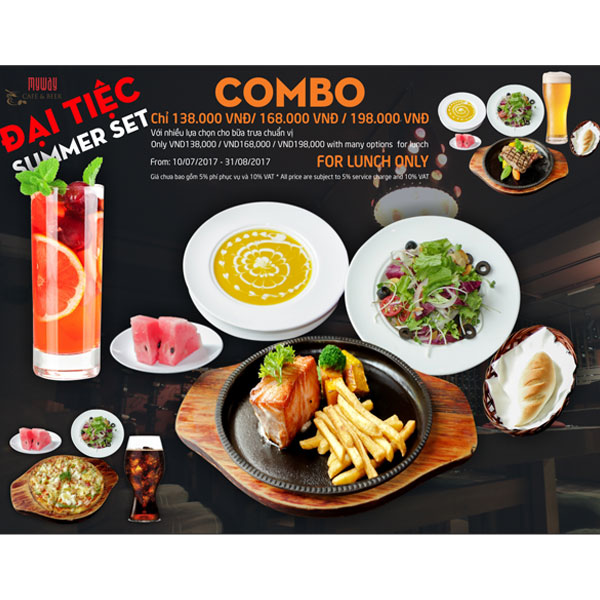 myway
CAFE & BEER
ĐẠI TIỆC
SUMMER SET
COMBO
Chỉ 138.000 VNĐ/ 168.000 VNĐ / 198.000 VNĐ
Với nhiều lựa chọn cho bữa trưa chuẩn vị
Only VND138,000 / VND168,000 / VND198,000 with many options for lunch
From: 10/07/2017 - 31/08/2017
FOR LUNCH ONLY
Giá chưa bao gồm 5% phí phục vụ và 10% VAT * All price are subject to 5% service charge and 10% VAT